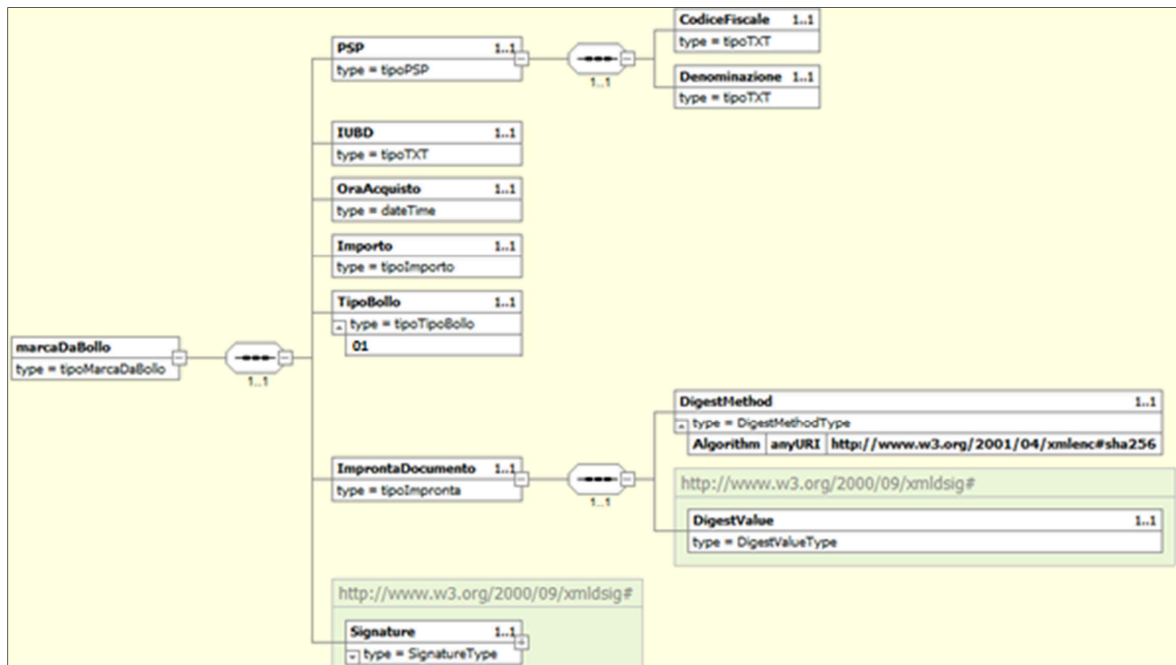 PSP 1..1
type = tipoPSP
1..1
CodiceFiscale 1..1
type = tipoTXT
Denominazione 1..1
type = tipoTXT
IUBD 1..1
type = tipoTXT
OraAcquisto 1..1
type = dateTime
Importo 1..1
type = tipoImporto
TipoBollo 1..1
type = tipoTipoBollo
01
marcaDaBollo
type = tipoMarcaDaBollo
1..1
ImprontaDocumento 1..1
type = tipoImpronta
1..1
DigestMethod 1..1
type = DigestMethodType
Algorithm anyURI http://www.w3.org/2001/04/xmlenc#sha256
http://www.w3.org/2000/09/xmldsig#
DigestValue 1..1
type = DigestValueType
http://www.w3.org/2000/09/xmldsig#
Signature 1..1
type = SignatureType